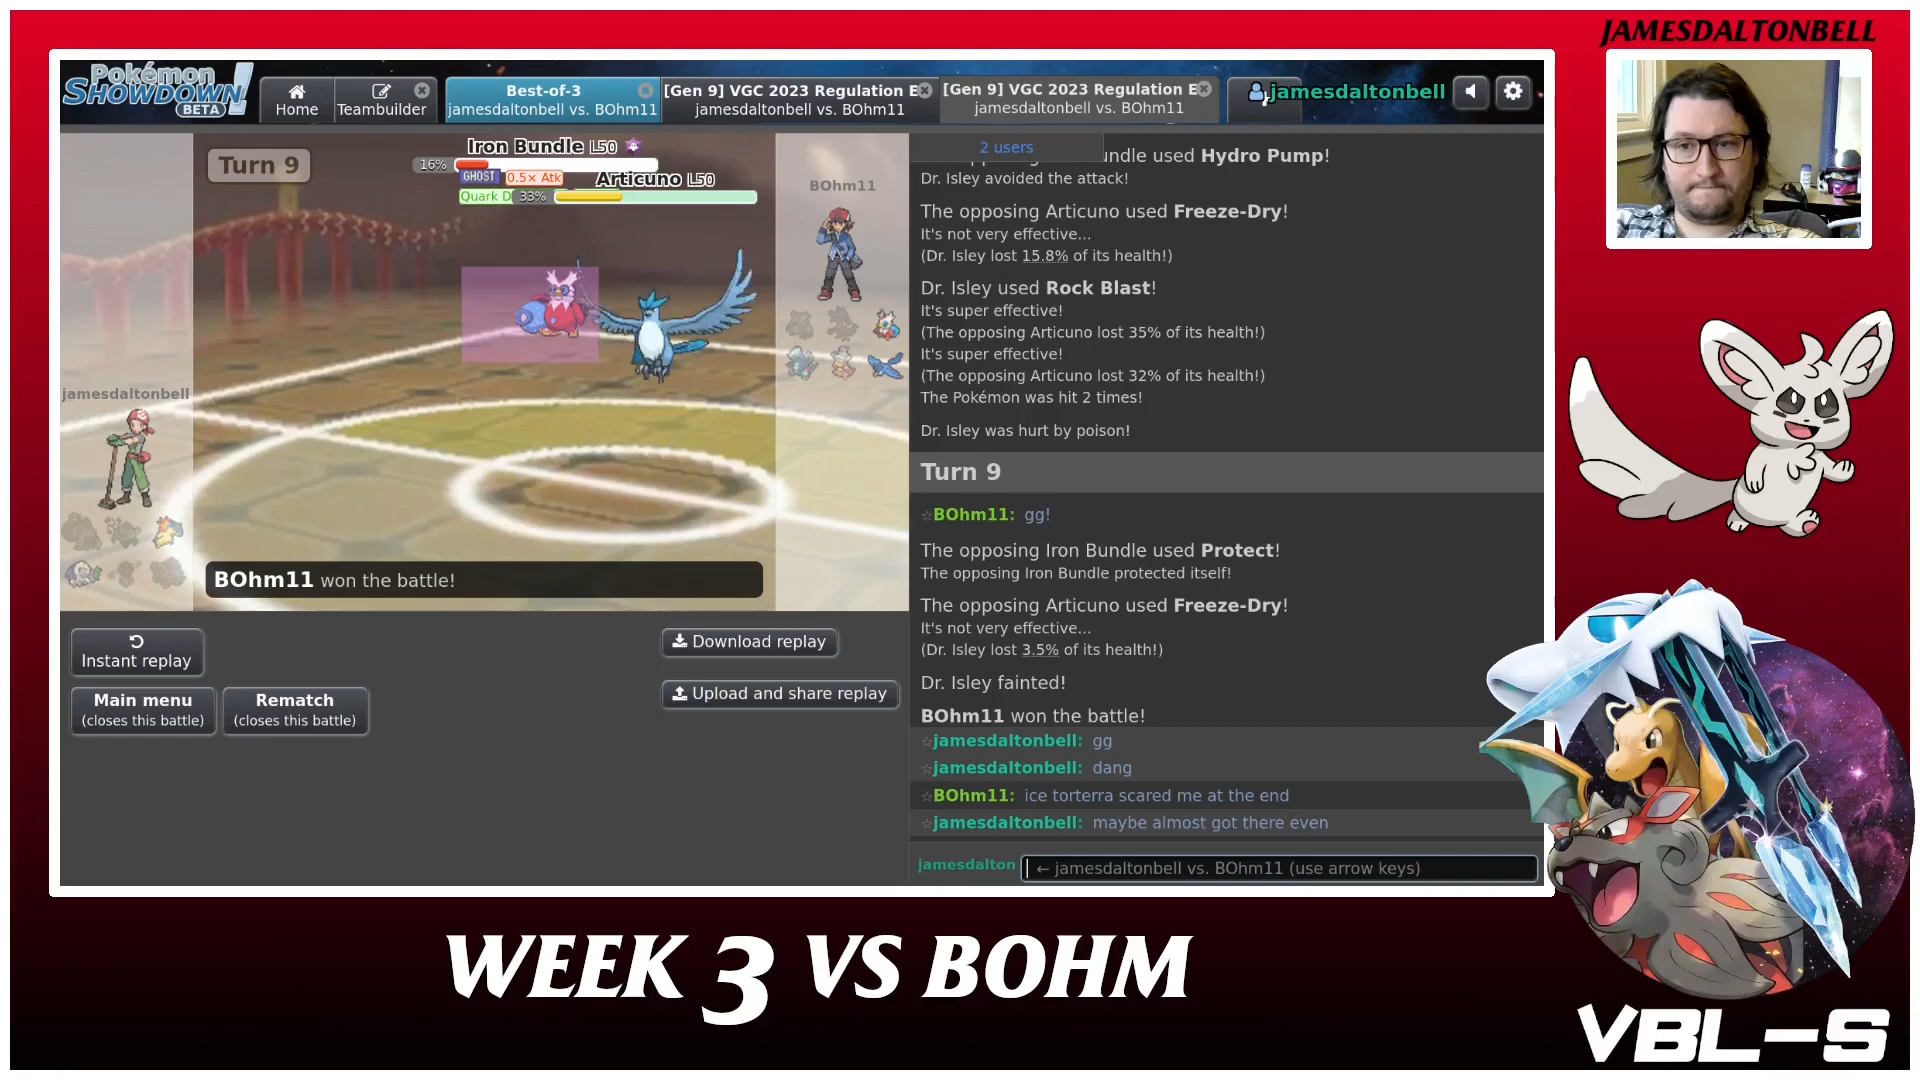 JAMESDALTONBELL
Pokémon
SHOWDOWN!
BETA
Home
Teambuilder
Best-of-3
jamesdaltonbell vs. BOhm11
[Gen 9] VGC 2023 Regulation E
jamesdaltonbell vs. BOhm11
[Gen 9] VGC 2023 Regulation E
jamesdaltonbell vs. BOhm11
jamesdaltonbell
Turn 9
Iron Bundle L50
16%
GHOST 0.5× Atk
Articuno L50
Quark D 33%
BOhm11
jamesdaltonbell
BOhm11 won the battle!
Instant replay
Download replay
Upload and share replay
Main menu
(closes this battle)
Rematch
(closes this battle)
2 users
used Hydro Pump!
Dr. Isley avoided the attack!
The opposing Articuno used Freeze-Dry!
It's not very effective...
(Dr. Isley lost 15.8% of its health!)
Dr. Isley used Rock Blast!
It's super effective!
(The opposing Articuno lost 35% of its health!)
It's super effective!
(The opposing Articuno lost 32% of its health!)
The Pokémon was hit 2 times!
Dr. Isley was hurt by poison!
Turn 9
☆BOhm11: gg!
The opposing Iron Bundle used Protect!
The opposing Iron Bundle protected itself!
The opposing Articuno used Freeze-Dry!
It's not very effective...
(Dr. Isley lost 3.5% of its health!)
Dr. Isley fainted!
BOhm11 won the battle!
☆jamesdaltonbell: gg
☆jamesdaltonbell: dang
☆BOhm11: ice torterra scared me at the end
☆jamesdaltonbell: maybe almost got there even
jamesdalton
← jamesdaltonbell vs. BOhm11 (use arrow keys)
WEEK 3 VS BOHM
VBL-S